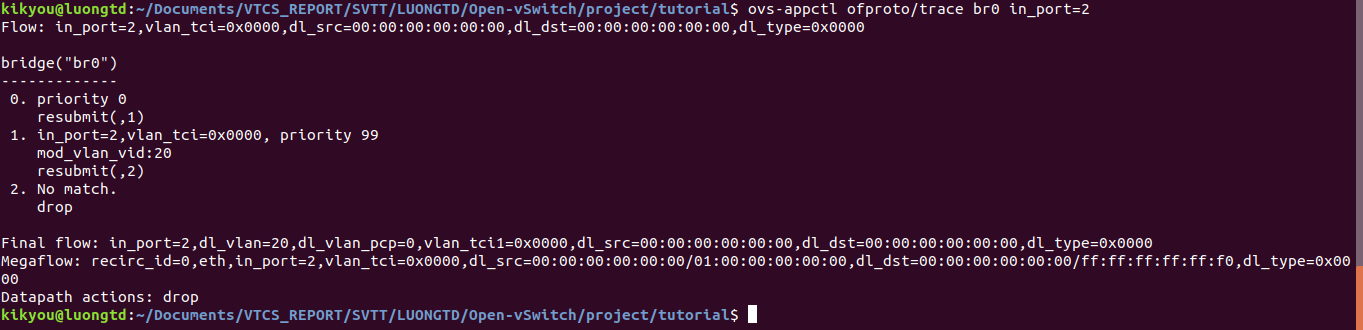 kikyou@luongtd:~/Documents/VTCS_REPORT/SVTT/LUONGTD/Open-vSwitch/project/tutorial$ ovs-appctl ofproto/trace br0 in_port=2
Flow: in_port=2,vlan_tci=0x0000,dl_src=00:00:00:00:00:00,dl_dst=00:00:00:00:00:00,dl_type=0x0000
bridge("br0")
-------------
 0. priority 0
    resubmit(,1)
 1. in_port=2,vlan_tci=0x0000, priority 99
    mod_vlan_vid:20
    resubmit(,2)
 2. No match.
    drop
Final flow: in_port=2,dl_vlan=20,dl_vlan_pcp=0,vlan_tci1=0x0000,dl_src=00:00:00:00:00:00,dl_dst=00:00:00:00:00:00,dl_type=0x0000
Megaflow: recirc_id=0,eth,in_port=2,vlan_tci=0x0000,dl_src=00:00:00:00:00:00/01:00:00:00:00:00,dl_dst=00:00:00:00:00:00/ff:ff:ff:ff:ff:f0,dl_type=0x00
00
Datapath actions: drop
kikyou@luongtd:~/Documents/VTCS_REPORT/SVTT/LUONGTD/Open-vSwitch/project/tutorial$